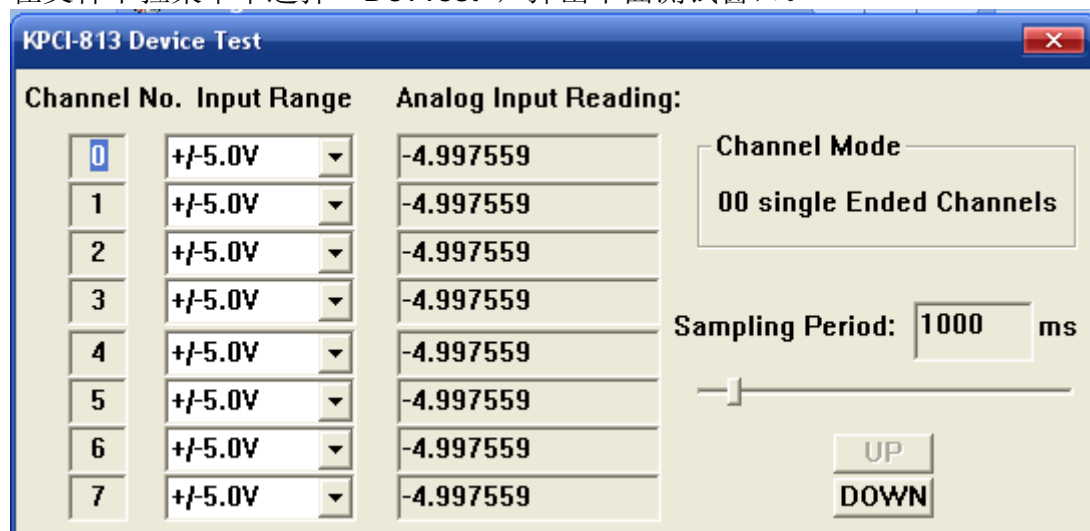 KPCI-813 Device Test
Channel No. Input Range Analog Input Reading:
0 +/-5.0V -4.997559
1 +/-5.0V -4.997559
2 +/-5.0V -4.997559
3 +/-5.0V -4.997559
4 +/-5.0V -4.997559
5 +/-5.0V -4.997559
6 +/-5.0V -4.997559
7 +/-5.0V -4.997559
Channel Mode
00 single Ended Channels
Sampling Period: 1000 ms
UP
DOWN